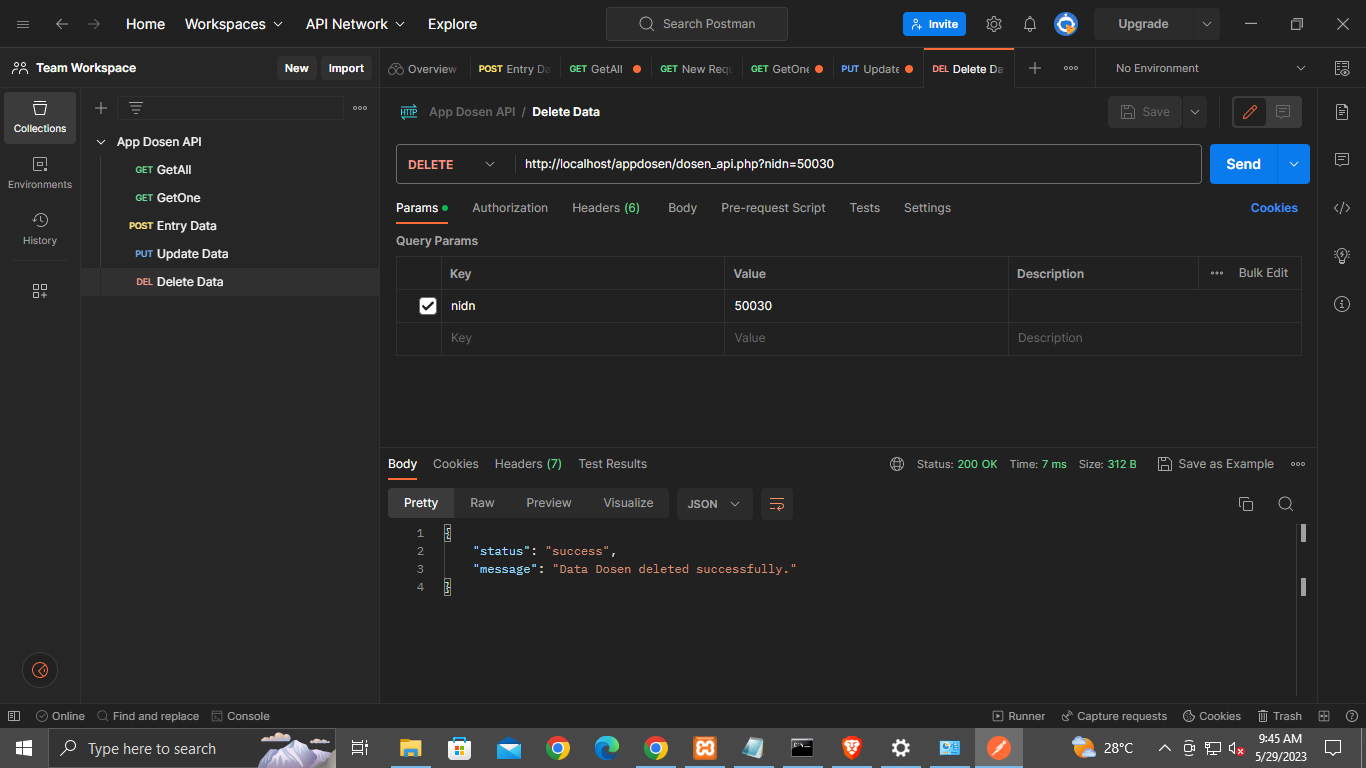 Home Workspaces API Network Explore Search Postman Invite Upgrade
Team Workspace New Import Overview POST Entry Da GET GetAll GET New Requ GET GetOne PUT Update DEL Delete Da No Environment
Collections
Environments
History
App Dosen API
GET GetAll
GET GetOne
POST Entry Data
PUT Update Data
DEL Delete Data
HTTP App Dosen API / Delete Data Save
DELETE http://localhost/appdosen/dosen_api.php?nidn=50030 Send
Params Authorization Headers (6) Body Pre-request Script Tests Settings Cookies
Query Params
Key Value Description Bulk Edit
nidn 50030
Key Value Description
Body Cookies Headers (7) Test Results Status: 200 OK Time: 7 ms Size: 312 B Save as Example
Pretty Raw Preview Visualize JSON
1 {
2 "status": "success",
3 "message": "Data Dosen deleted successfully."
4 }
Online Find and replace Console Runner Capture requests Cookies Trash
Type here to search 28°C 9:45 AM
5/29/2023